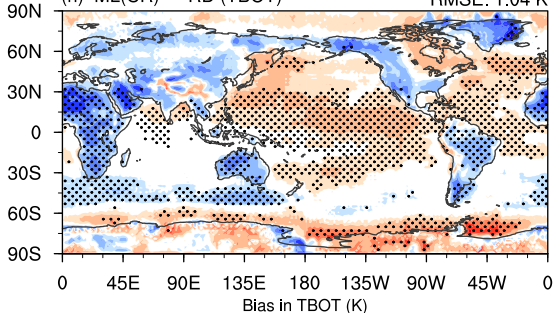 RMSE: 1.04 K
90N
60N
30N
0
30S
60S
90S
0 45E 90E 135E 180 135W 90W 45W 0
Bias in TBOT (K)